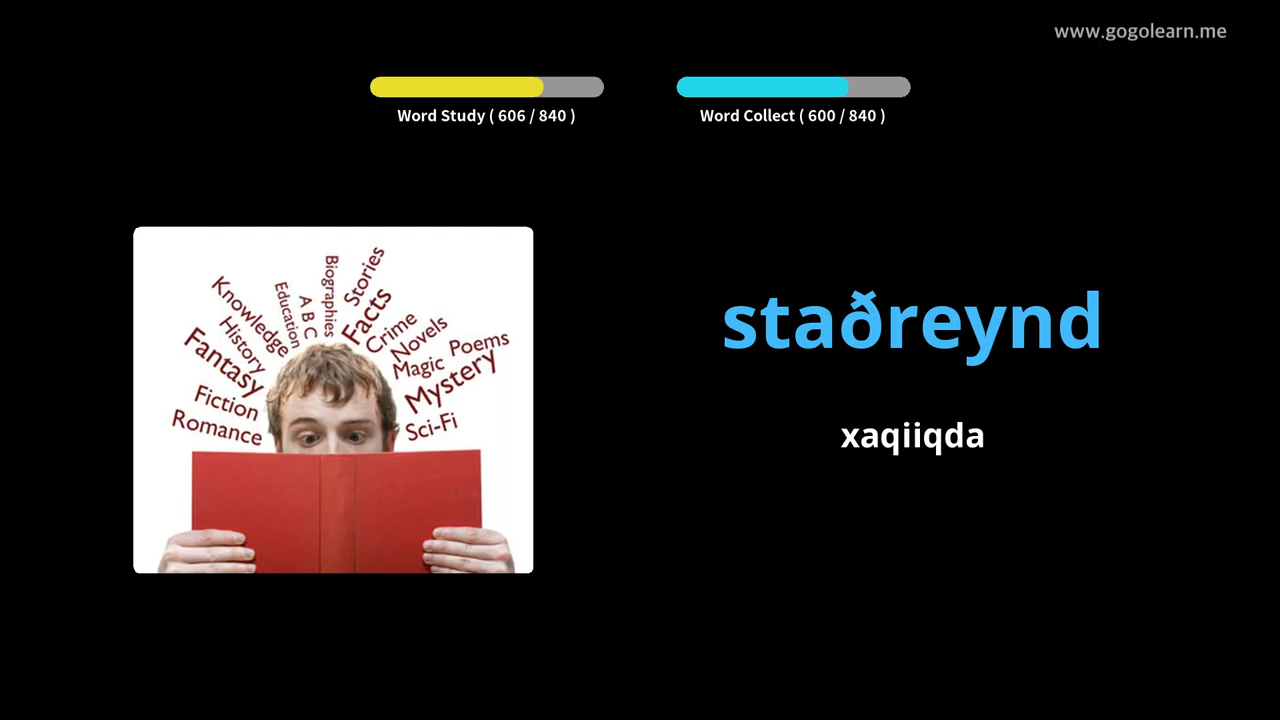 www.gogolearn.me
Word Study ( 606 / 840 )
Word Collect ( 600 / 840 )
Biographies
Stories
Education
A B C
Facts
Knowledge
Crime
History
Novels
Fantasy
Magic
Poems
Mystery
Fiction
Romance
Sci-Fi
staðreynd
xaqiiqda